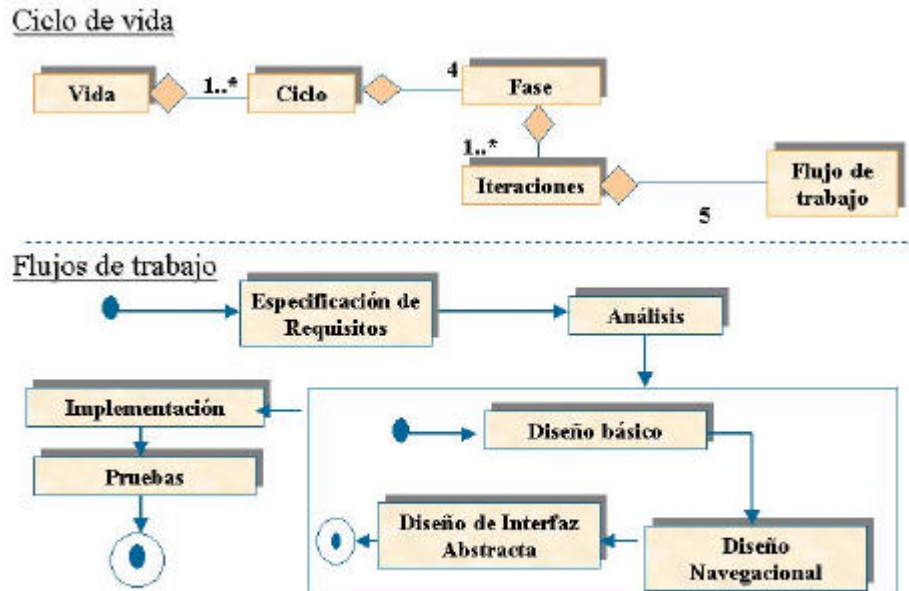 Ciclo de vida
Vida
1..*
Ciclo
4
Fase
1..*
Iteraciones
5
Flujo de
trabajo
Flujos de trabajo
Especificación de
Requisitos
Análisis
Implementación
Pruebas
Diseño básico
Diseño de Interfaz
Abstracta
Diseño
Navegacional